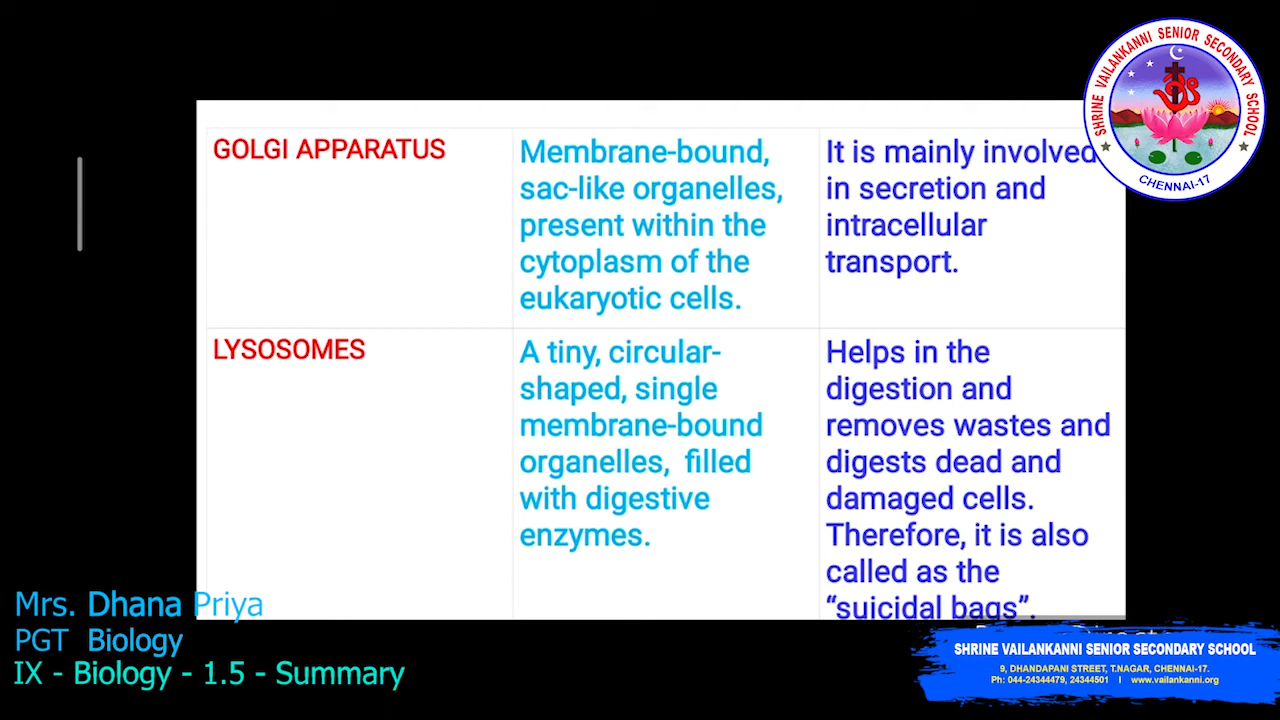 SHRINE VAILANKANNI SENIOR SECONDARY SCHOOL
CHENNAI-17
GOLGI APPARATUS
Membrane-bound,
sac-like organelles,
present within the
cytoplasm of the
eukaryotic cells.
It is mainly involved
in secretion and
intracellular
transport.
LYSOSOMES
A tiny, circular-
shaped, single
membrane-bound
organelles, filled
with digestive
enzymes.
Helps in the
digestion and
removes wastes and
digests dead and
damaged cells.
Therefore, it is also
called as the
“suicidal bags”.
Mrs. Dhana Priya
PGT Biology
IX - Biology - 1.5 - Summary
SHRINE VAILANKANNI SENIOR SECONDARY SCHOOL
9, DHANDAPANI STREET, T.NAGAR, CHENNAI-17.
Ph: 044-24344479, 24344501 I www.vailankanni.org